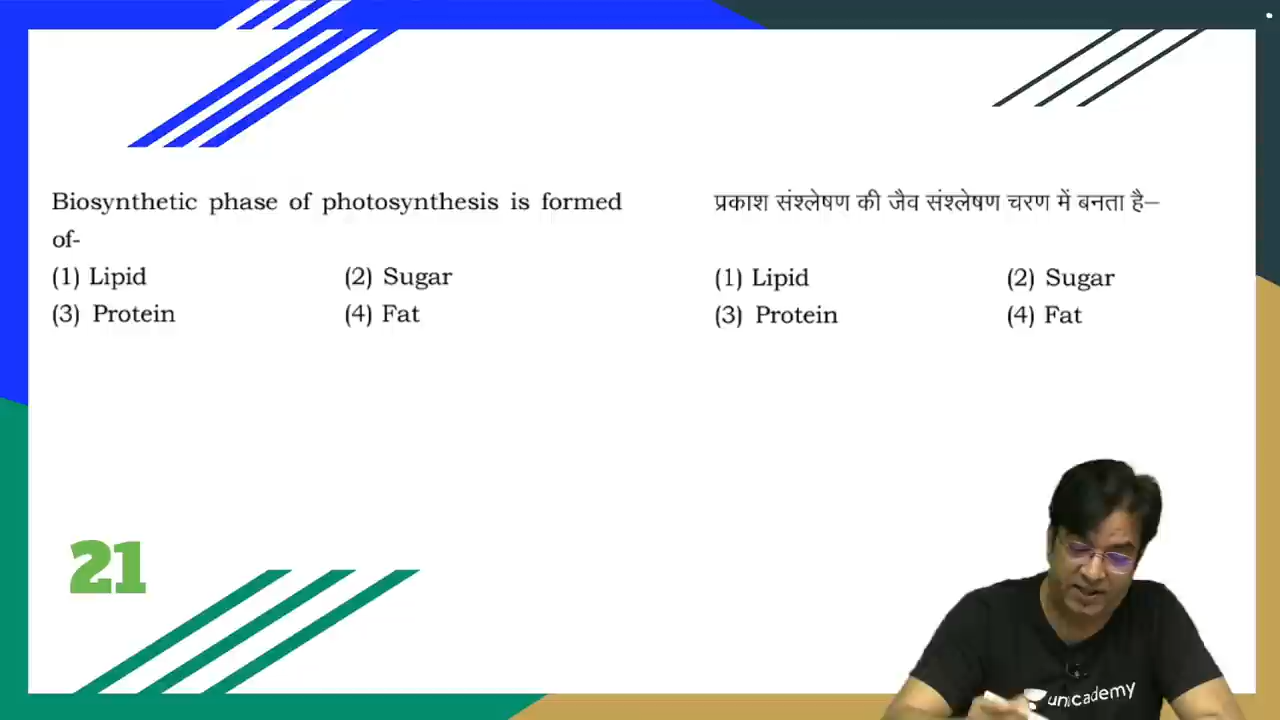 Biosynthetic phase of photosynthesis is formed
of-
(1) Lipid (2) Sugar
(3) Protein (4) Fat
प्रकाश संश्लेषण की जैव संश्लेषण चरण में बनता है–
(1) Lipid (2) Sugar
(3) Protein (4) Fat
21
unacademy